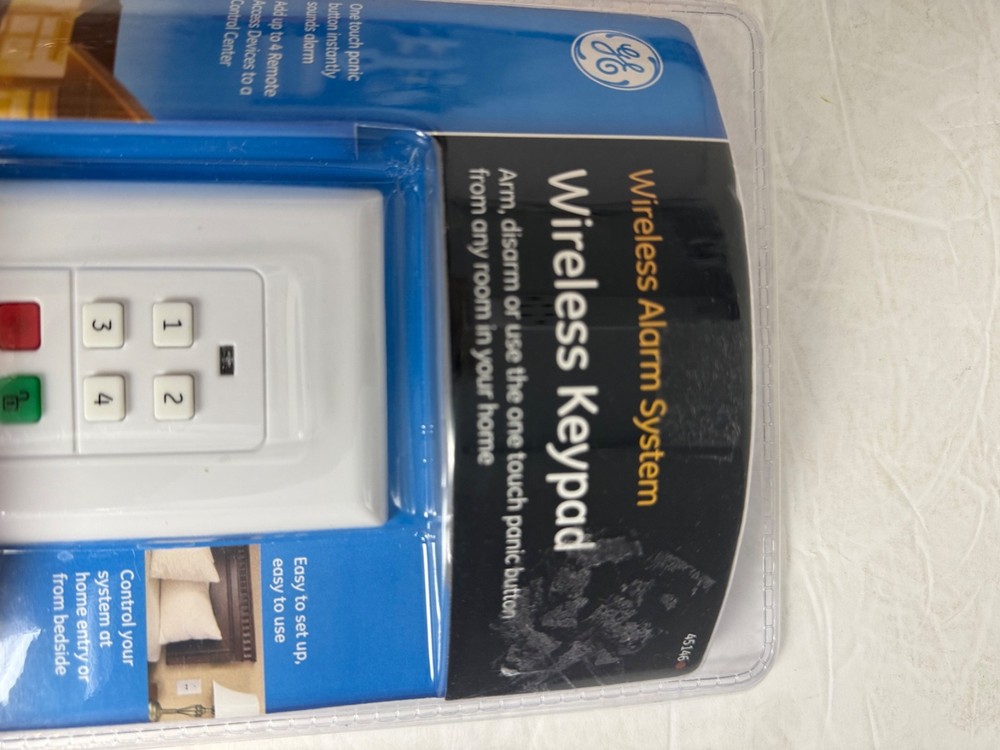 GE
Wireless Alarm System
45146
Wireless Keypad
Arm, disarm or use the one touch panic button
from any room in your home
One touch panic
button instantly
sounds alarm
Add up to 4 Remote
Access Devices to a
Control Center
1 2
3 4
Easy to set up,
easy to use
Control your
system at
home entry or
from bedside